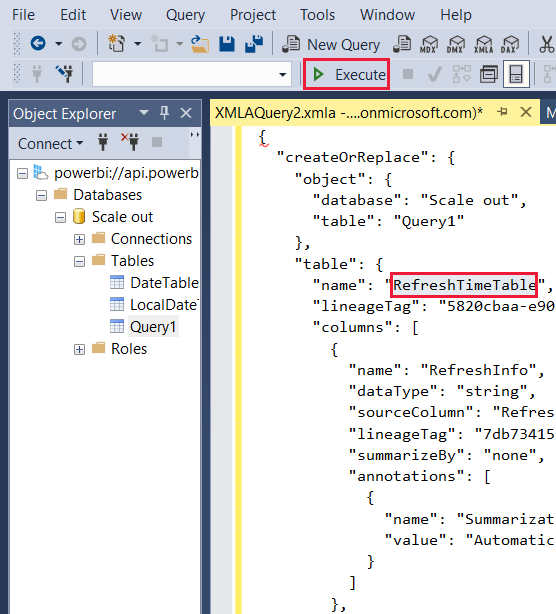 File Edit View Query Project Tools Window Help
New Query MDX DMX XMLA DAX
Execute
Object Explorer
Connect
powerbi://api.powerb
Databases
Scale out
Connections
Tables
DateTable
LocalDateT
Query1
Roles
XMLAQuery2.xmla -....onmicrosoft.com)* M
{
"createOrReplace": {
"object": {
"database": "Scale out",
"table": "Query1"
},
"table": {
"name": "RefreshTimeTable",
"lineageTag": "5820cbaa-e90
"columns": [
{
"name": "RefreshInfo",
"dataType": "string",
"sourceColumn": "Refres
"lineageTag": "7db73415
"summarizeBy": "none",
"annotations": [
{
"name": "Summarizat
"value": "Automatic
}
]
},